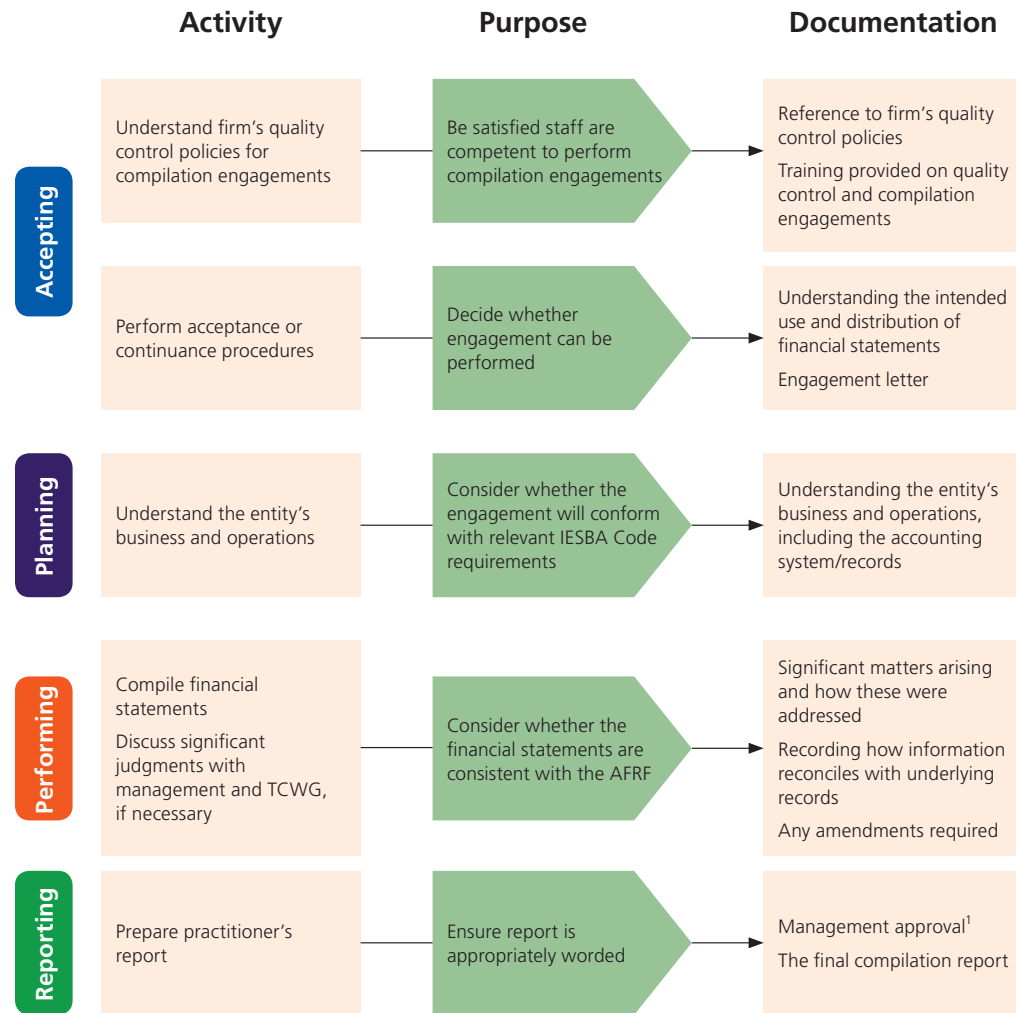 Activity
Purpose
Documentation
Accepting
Understand firm's quality
control policies for
compilation engagements
Be satisfied staff are
competent to perform
compilation engagements
Reference to firm's quality
control policies
Training provided on quality
control and compilation
engagements
Perform acceptance or
continuance procedures
Decide whether
engagement can be
performed
Understanding the intended
use and distribution of
financial statements
Engagement letter
Planning
Understand the entity's
business and operations
Consider whether the
engagement will conform
with relevant IESBA Code
requirements
Understanding the entity's
business and operations,
including the accounting
system/records
Performing
Compile financial
statements
Discuss significant
judgments with
management and TCWG,
if necessary
Consider whether the
financial statements are
consistent with the AFRF
Significant matters arising
and how these were
addressed
Recording how information
reconciles with underlying
records
Any amendments required
Reporting
Prepare practitioner's
report
Ensure report is
appropriately worded
Management approval¹
The final compilation report